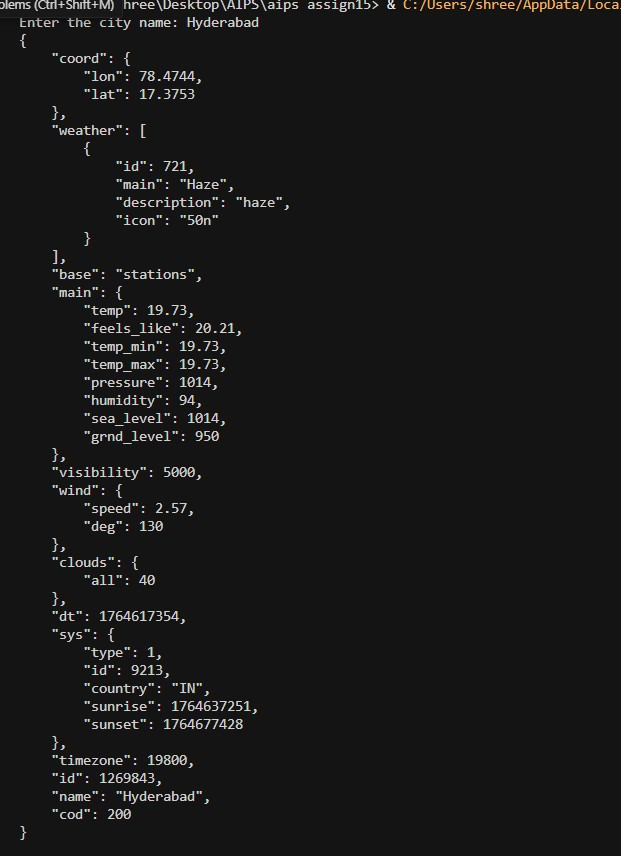 oblems (Ctrl+Shift+M) hree\Desktop\AIPS\aips assign15> & C:/Users/shree/AppData/Loca
Enter the city name: Hyderabad
{
    "coord": {
        "lon": 78.4744,
        "lat": 17.3753
    },
    "weather": [
        {
            "id": 721,
            "main": "Haze",
            "description": "haze",
            "icon": "50n"
        }
    ],
    "base": "stations",
    "main": {
        "temp": 19.73,
        "feels_like": 20.21,
        "temp_min": 19.73,
        "temp_max": 19.73,
        "pressure": 1014,
        "humidity": 94,
        "sea_level": 1014,
        "grnd_level": 950
    },
    "visibility": 5000,
    "wind": {
        "speed": 2.57,
        "deg": 130
    },
    "clouds": {
        "all": 40
    },
    "dt": 1764617354,
    "sys": {
        "type": 1,
        "id": 9213,
        "country": "IN",
        "sunrise": 1764637251,
        "sunset": 1764677428
    },
    "timezone": 19800,
    "id": 1269843,
    "name": "Hyderabad",
    "cod": 200
}